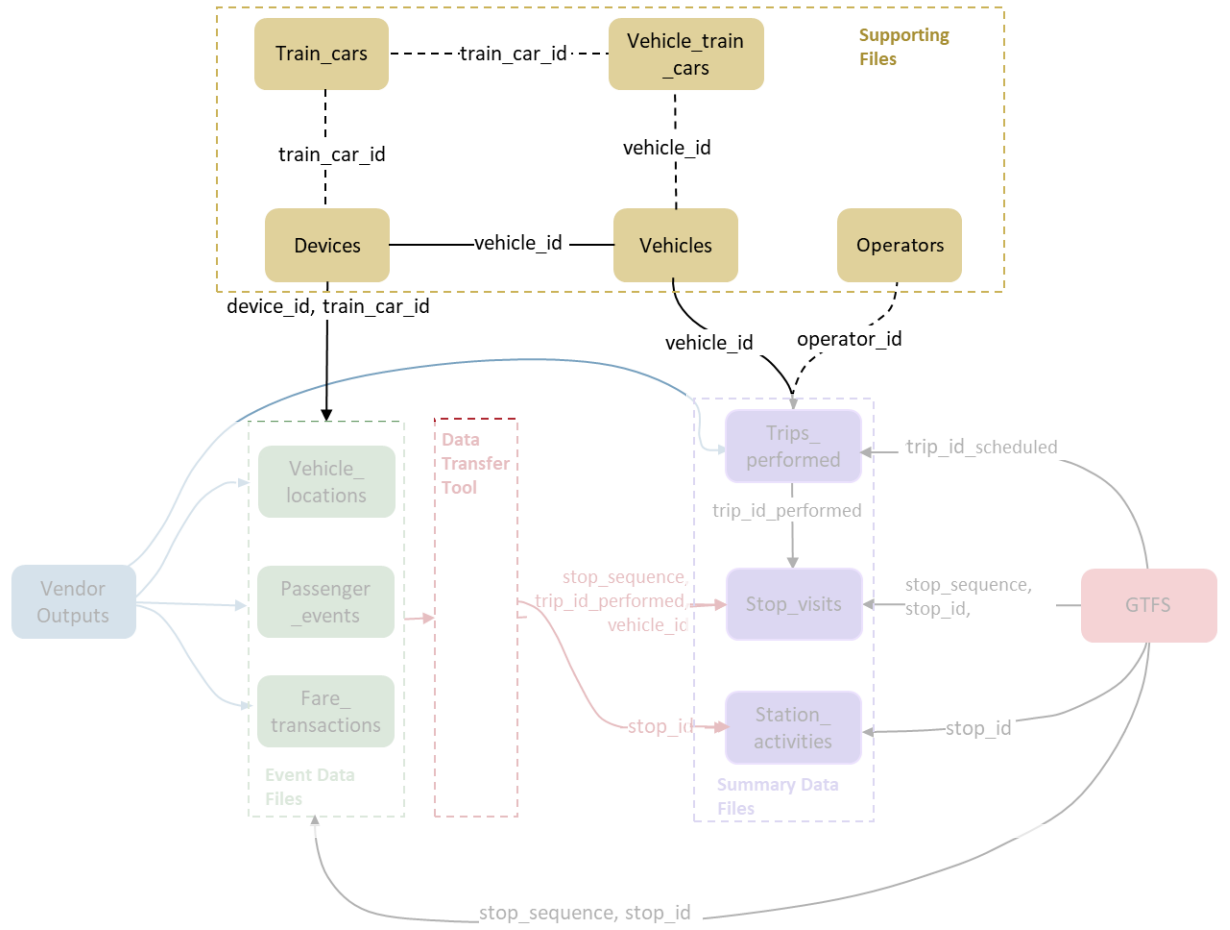 Supporting
Files
Train_cars
train_car_id
Vehicle_train
_cars
train_car_id
vehicle_id
Devices
vehicle_id
Vehicles
Operators
device_id, train_car_id
vehicle_id
operator_id
Data
Transfer
Tool
Vehicle_
locations
Trips_
performed
trip_id_scheduled
trip_id_performed
Vendor
Outputs
Passenger
_events
stop_sequence,
trip_id_performed,
vehicle_id
Stop_visits
stop_sequence,
stop_id,
GTFS
Fare_
transactions
stop_id
Station_
activities
stop_id
Event Data
Files
Summary Data
Files
stop_sequence, stop_id